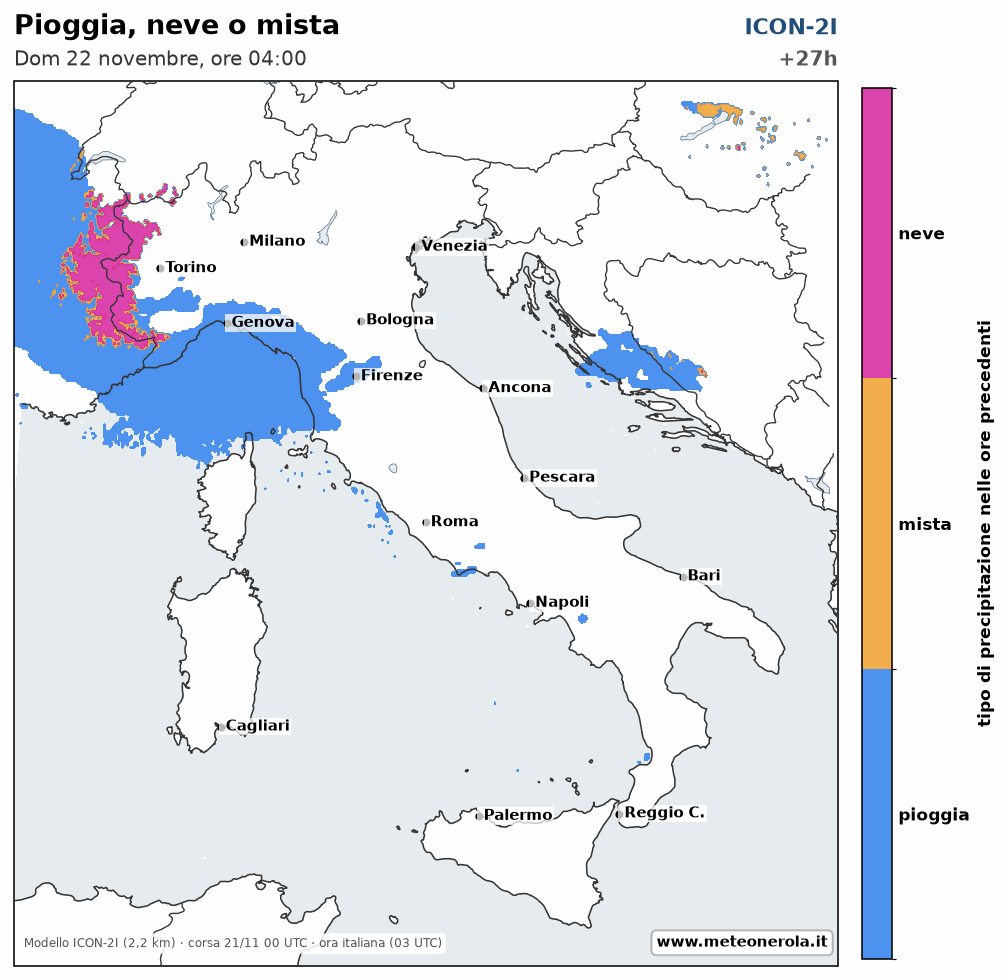 Pioggia, neve o mista
ICON-2I
Dom 22 novembre, ore 04:00
+27h
neve
mista
pioggia
tipo di precipitazione nelle ore precedenti
Milano
Venezia
Torino
Genova
Bologna
Firenze
Ancona
Pescara
Roma
Bari
Napoli
Cagliari
Palermo
Reggio C.
Modello ICON-2I (2,2 km) · corsa 21/11 00 UTC · ora italiana (03 UTC)
www.meteonerola.it